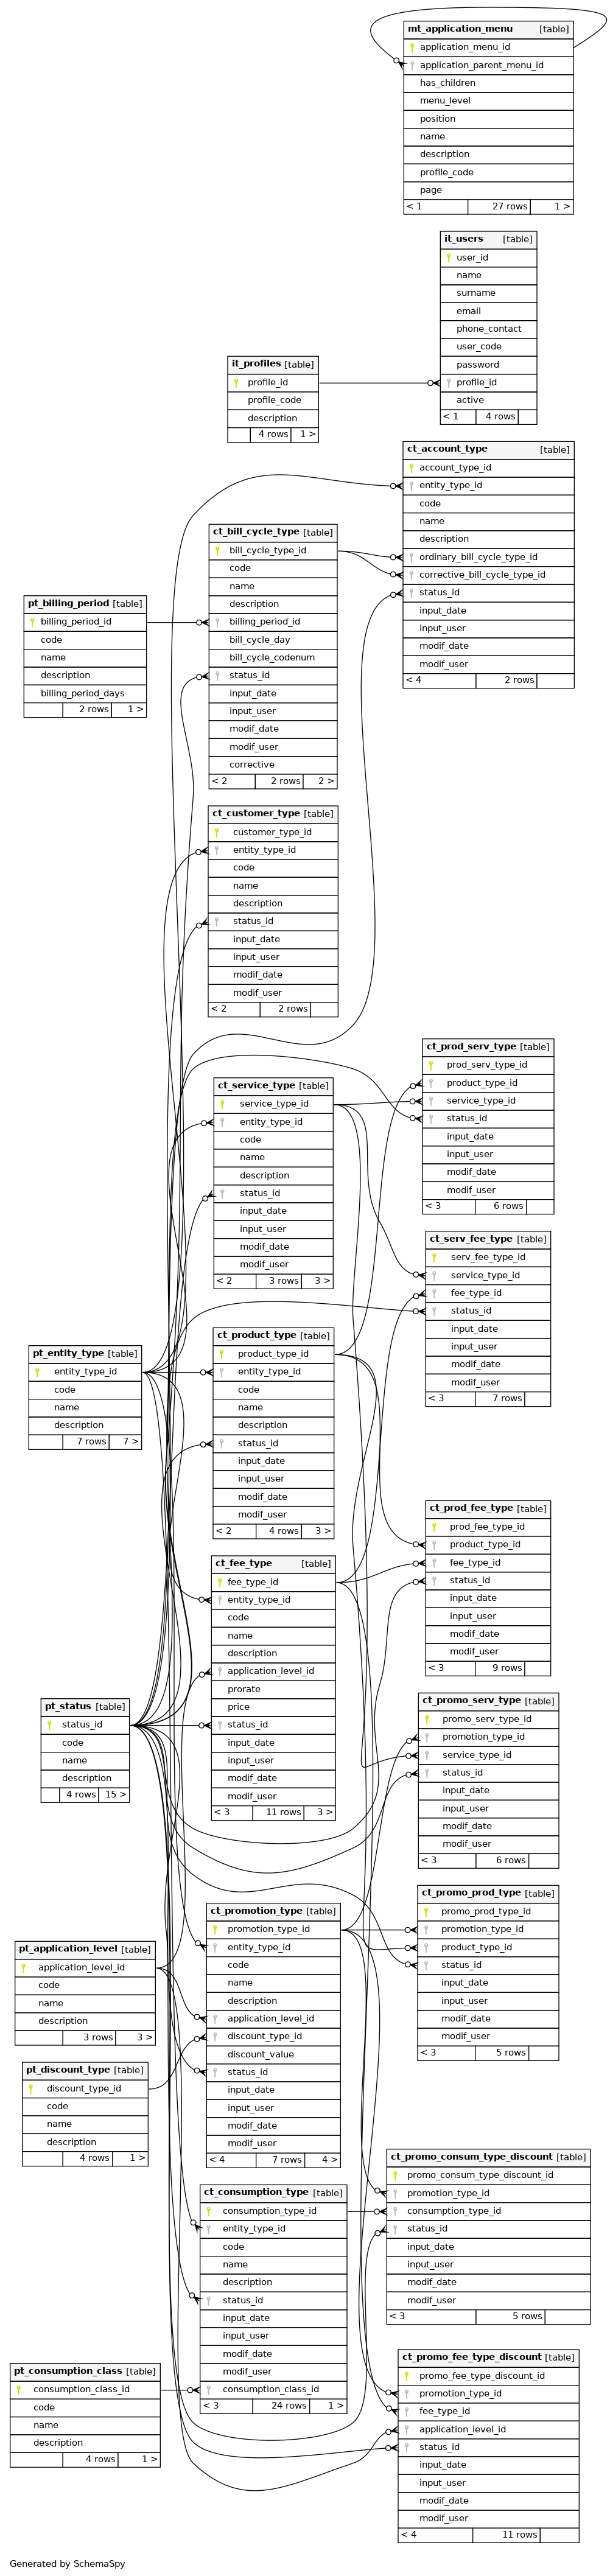 mt_application_menu [table]
application_menu_id
application_parent_menu_id
has_children
menu_level
position
name
description
profile_code
page
< 1 27 rows 1 >
it_users [table]
user_id
name
surname
email
phone_contact
user_code
password
profile_id
active
< 1 4 rows
it_profiles [table]
profile_id
profile_code
description
4 rows 1 >
ct_account_type [table]
account_type_id
entity_type_id
code
name
description
ordinary_bill_cycle_type_id
corrective_bill_cycle_type_id
status_id
input_date
input_user
modif_date
modif_user
< 4 2 rows
ct_bill_cycle_type [table]
bill_cycle_type_id
code
name
description
billing_period_id
bill_cycle_day
bill_cycle_codenum
status_id
input_date
input_user
modif_date
modif_user
corrective
< 2 2 rows 2 >
pt_billing_period [table]
billing_period_id
code
name
description
billing_period_days
2 rows 1 >
ct_customer_type [table]
customer_type_id
entity_type_id
code
name
description
status_id
input_date
input_user
modif_date
modif_user
< 2 2 rows
ct_prod_serv_type [table]
prod_serv_type_id
product_type_id
service_type_id
status_id
input_date
input_user
modif_date
modif_user
< 3 6 rows
ct_service_type [table]
service_type_id
entity_type_id
code
name
description
status_id
input_date
input_user
modif_date
modif_user
< 2 3 rows 3 >
ct_serv_fee_type [table]
serv_fee_type_id
service_type_id
fee_type_id
status_id
input_date
input_user
modif_date
modif_user
< 3 7 rows
pt_entity_type [table]
entity_type_id
code
name
description
7 rows 7 >
ct_product_type [table]
product_type_id
entity_type_id
code
name
description
status_id
input_date
input_user
modif_date
modif_user
< 2 4 rows 3 >
ct_prod_fee_type [table]
prod_fee_type_id
product_type_id
fee_type_id
status_id
input_date
input_user
modif_date
modif_user
< 3 9 rows
ct_fee_type [table]
fee_type_id
entity_type_id
code
name
description
application_level_id
prorate
price
status_id
input_date
input_user
modif_date
modif_user
< 3 11 rows 3 >
pt_status [table]
status_id
code
name
description
4 rows 15 >
ct_promo_serv_type [table]
promo_serv_type_id
promotion_type_id
service_type_id
status_id
input_date
input_user
modif_date
modif_user
< 3 6 rows
ct_promo_prod_type [table]
promo_prod_type_id
promotion_type_id
product_type_id
status_id
input_date
input_user
modif_date
modif_user
< 3 5 rows
ct_promotion_type [table]
promotion_type_id
entity_type_id
code
name
description
application_level_id
discount_type_id
discount_value
status_id
input_date
input_user
modif_date
modif_user
< 4 7 rows 4 >
pt_application_level [table]
application_level_id
code
name
description
3 rows 3 >
pt_discount_type [table]
discount_type_id
code
name
description
4 rows 1 >
ct_promo_consum_type_discount [table]
promo_consum_type_discount_id
promotion_type_id
consumption_type_id
status_id
input_date
input_user
modif_date
modif_user
< 3 5 rows
ct_consumption_type [table]
consumption_type_id
entity_type_id
code
name
description
status_id
input_date
input_user
modif_date
modif_user
consumption_class_id
< 3 24 rows 1 >
ct_promo_fee_type_discount [table]
promo_fee_type_discount_id
promotion_type_id
fee_type_id
application_level_id
status_id
input_date
input_user
modif_date
modif_user
< 4 11 rows
pt_consumption_class [table]
consumption_class_id
code
name
description
4 rows 1 >
Generated by SchemaSpy